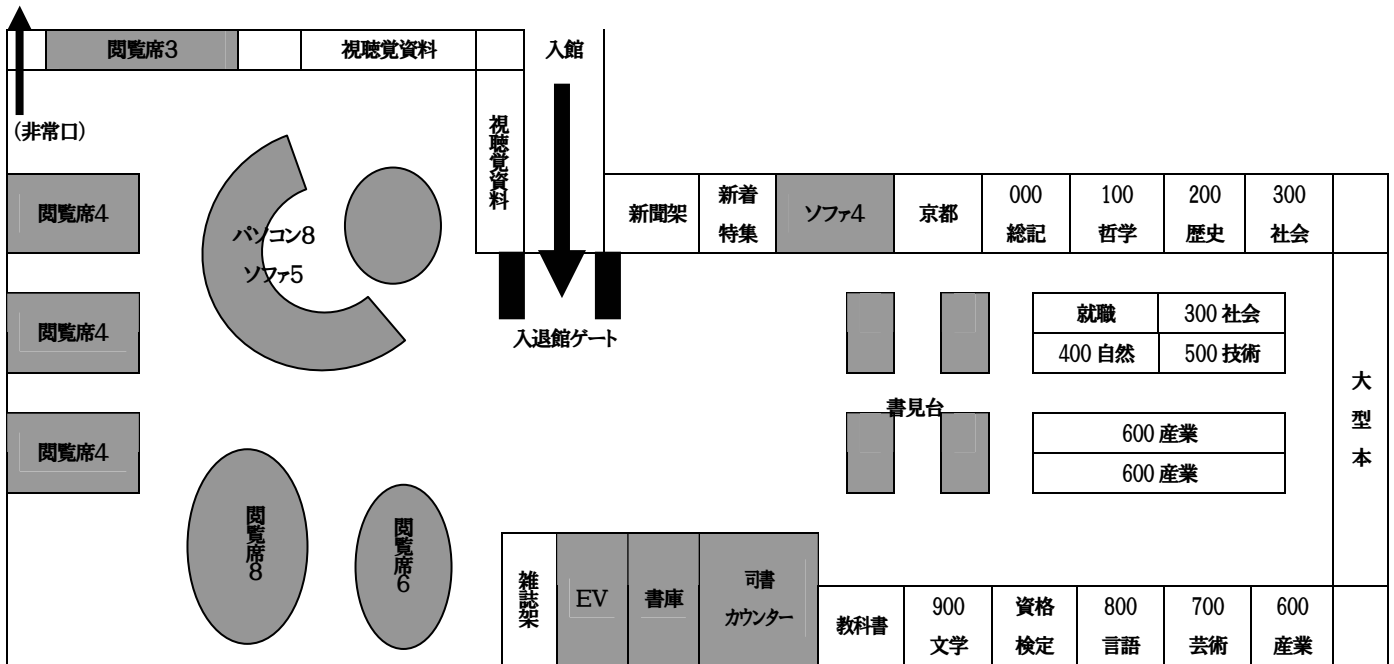 閲覧席3
視聴覚資料
入館
(非常口)
視聴覚資料
閲覧席4
パソコン8
ソファ5
新聞架
新着
特集
ソファ4
京都
000
総記
100
哲学
200
歴史
300
社会
入退館ゲート
閲覧席4
就職
300 社会
400 自然
500 技術
大型本
書見台
閲覧席4
600 産業
600 産業
閲覧席8
閲覧席6
雑誌架
EV
書庫
司書
カウンター
教科書
900
文学
資格
検定
800
言語
700
芸術
600
産業